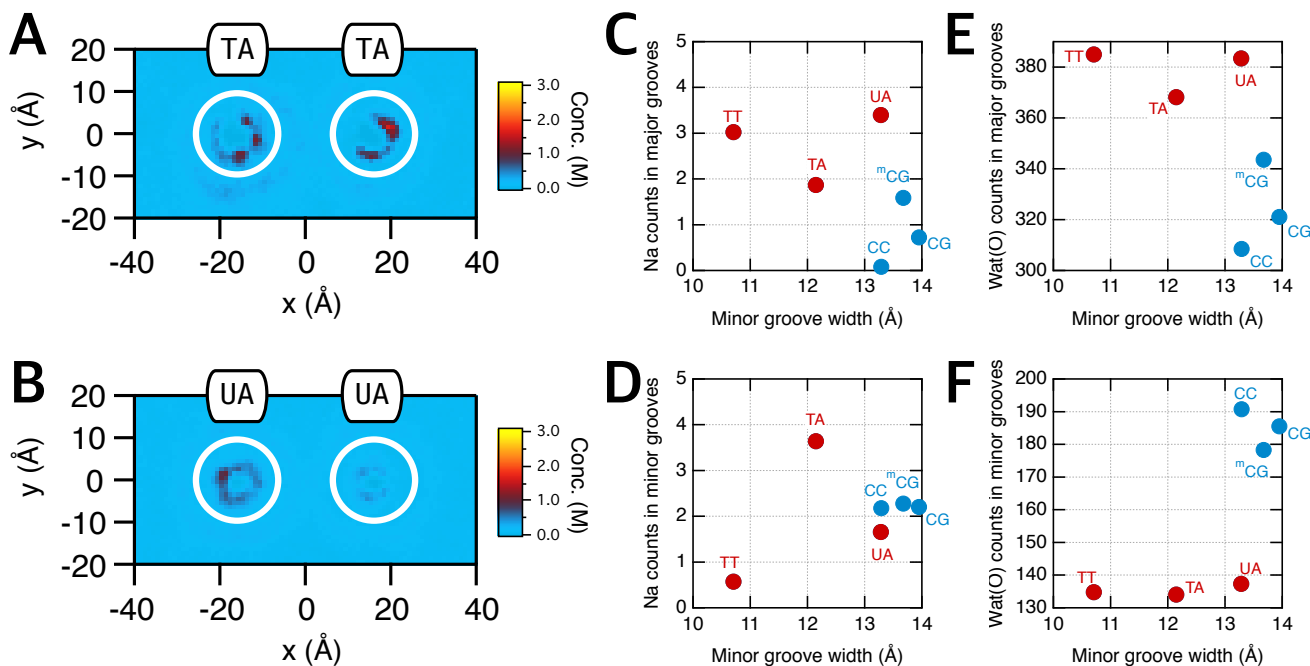 A
TA TA
20
10
0
-10
-20
y (Å)
-40 -20 0 20 40
x (Å)
3.0
2.0
1.0
0.0
Conc. (M)
B
UA UA
20
10
0
-10
-20
y (Å)
-40 -20 0 20 40
x (Å)
3.0
2.0
1.0
0.0
Conc. (M)
C
Na counts in major grooves
5
4
3
2
1
0
TT
UA
TA
mCG
CC
CG
10 11 12 13 14
Minor groove width (Å)
D
Na counts in minor grooves
5
4
3
2
1
0
TA
mCG
CC
CG
UA
TT
10 11 12 13 14
Minor groove width (Å)
E
Wat(O) counts in major grooves
380
360
340
320
300
TT
UA
TA
mCG
CG
CC
10 11 12 13 14
Minor groove width (Å)
F
Wat(O) counts in minor grooves
200
190
180
170
160
150
140
130
CC
CG
mCG
UA
TT
TA
10 11 12 13 14
Minor groove width (Å)